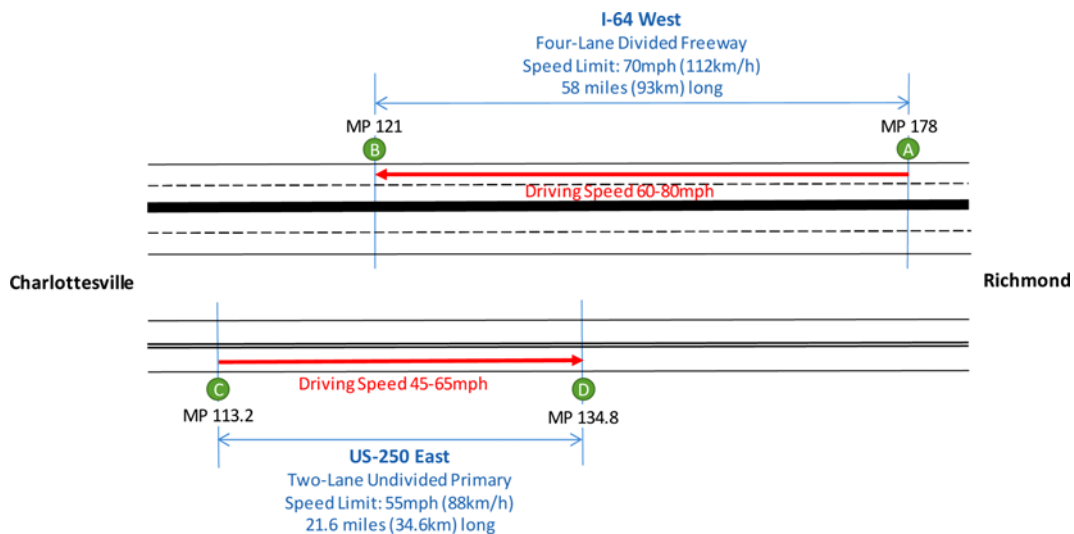 I-64 West
Four-Lane Divided Freeway
Speed Limit: 70mph (112km/h)
58 miles (93km) long
MP 121
MP 178
B
A
Driving Speed 60-80mph
Charlottesville
Richmond
Driving Speed 45-65mph
C
D
MP 113.2
MP 134.8
US-250 East
Two-Lane Undivided Primary
Speed Limit: 55mph (88km/h)
21.6 miles (34.6km) long